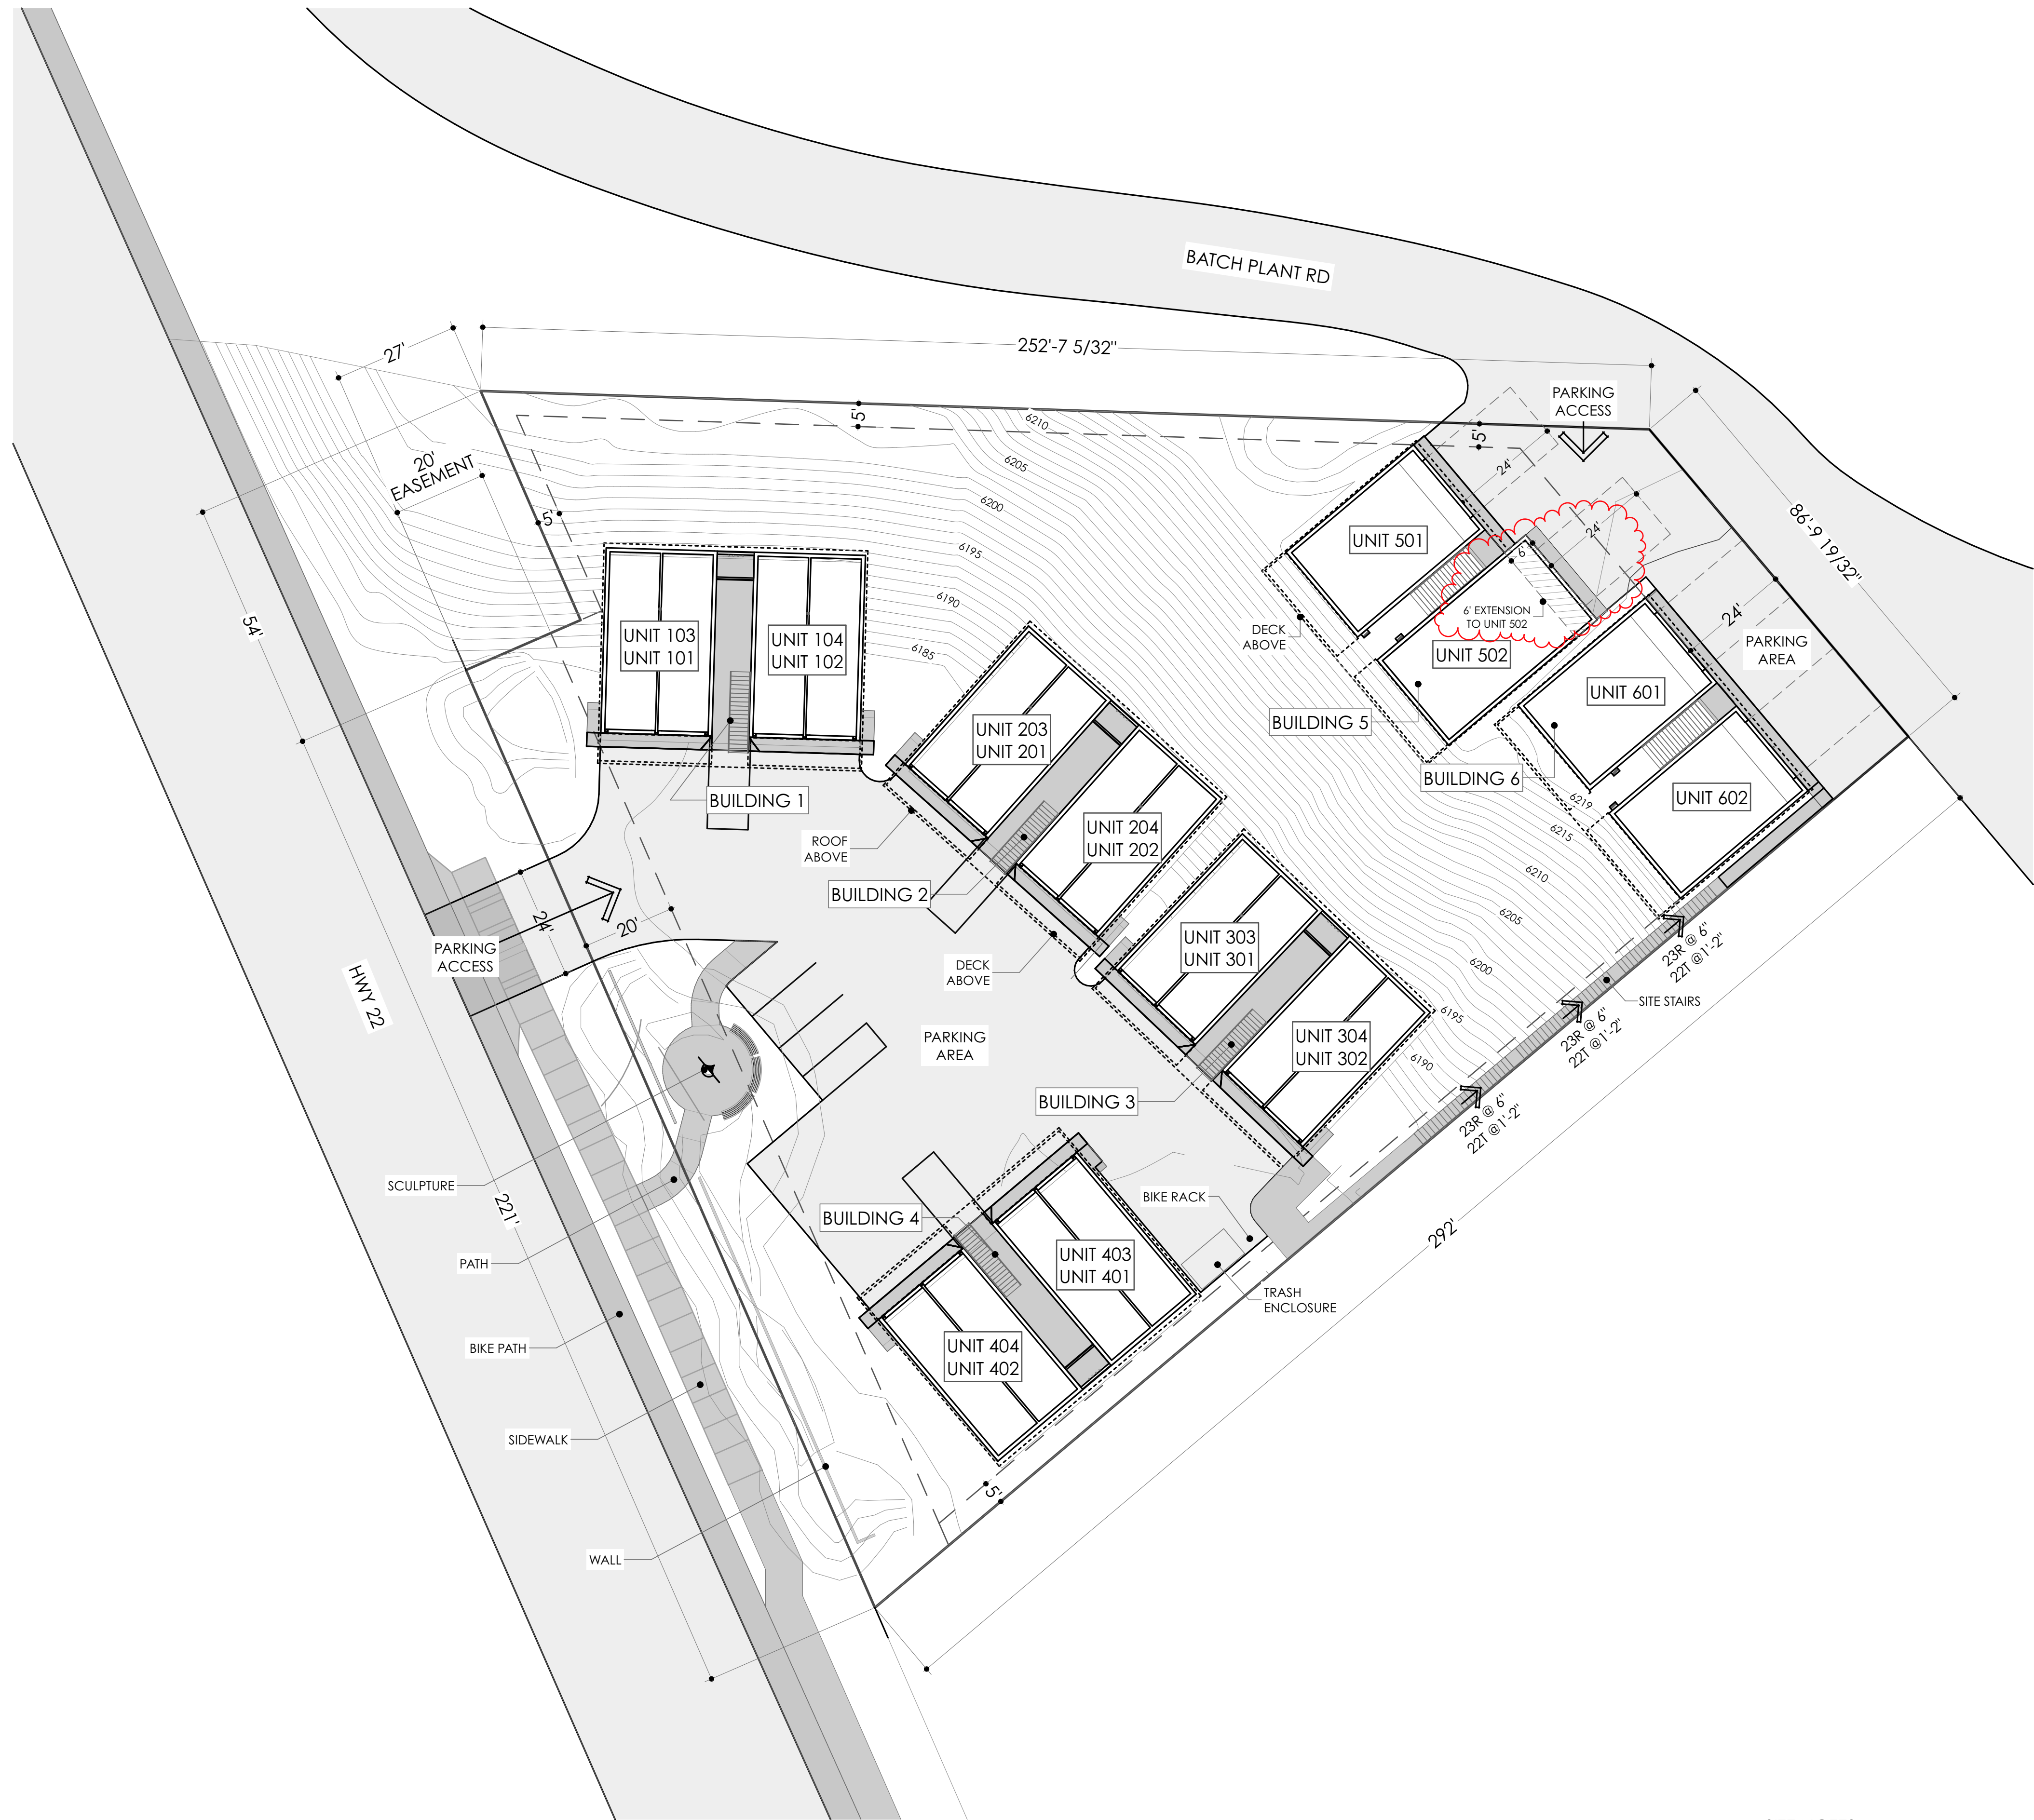 BATCH PLANT RD
27'
252'-7 5/32"
PARKING
ACCESS
5'
6210
5'
20'
EASEMENT
6205
24'
6200
5'
86'-9 19/32"
UNIT 501
24'
6'
6195
6190
6' EXTENSION
TO UNIT 502
24'
54'
UNIT 103
UNIT 101
UNIT 104
UNIT 102
DECK
ABOVE
6185
UNIT 502
PARKING
AREA
UNIT 601
UNIT 203
UNIT 201
BUILDING 5
BUILDING 6
BUILDING 1
UNIT 602
6219
UNIT 204
UNIT 202
ROOF
ABOVE
6215
6210
BUILDING 2
24'
20'
6205
PARKING
ACCESS
UNIT 303
UNIT 301
23R @ 6"
22T @1'-2"
DECK
ABOVE
6200
HWY 22
SITE STAIRS
6195
23R @ 6"
22T @1'-2"
PARKING
AREA
UNIT 304
UNIT 302
6190
BUILDING 3
23R @ 6"
22T @1'-2"
SCULPTURE
BIKE RACK
221'
BUILDING 4
292'
PATH
UNIT 403
UNIT 401
TRASH
ENCLOSURE
BIKE PATH
UNIT 404
UNIT 402
SIDEWALK
5'
WALL